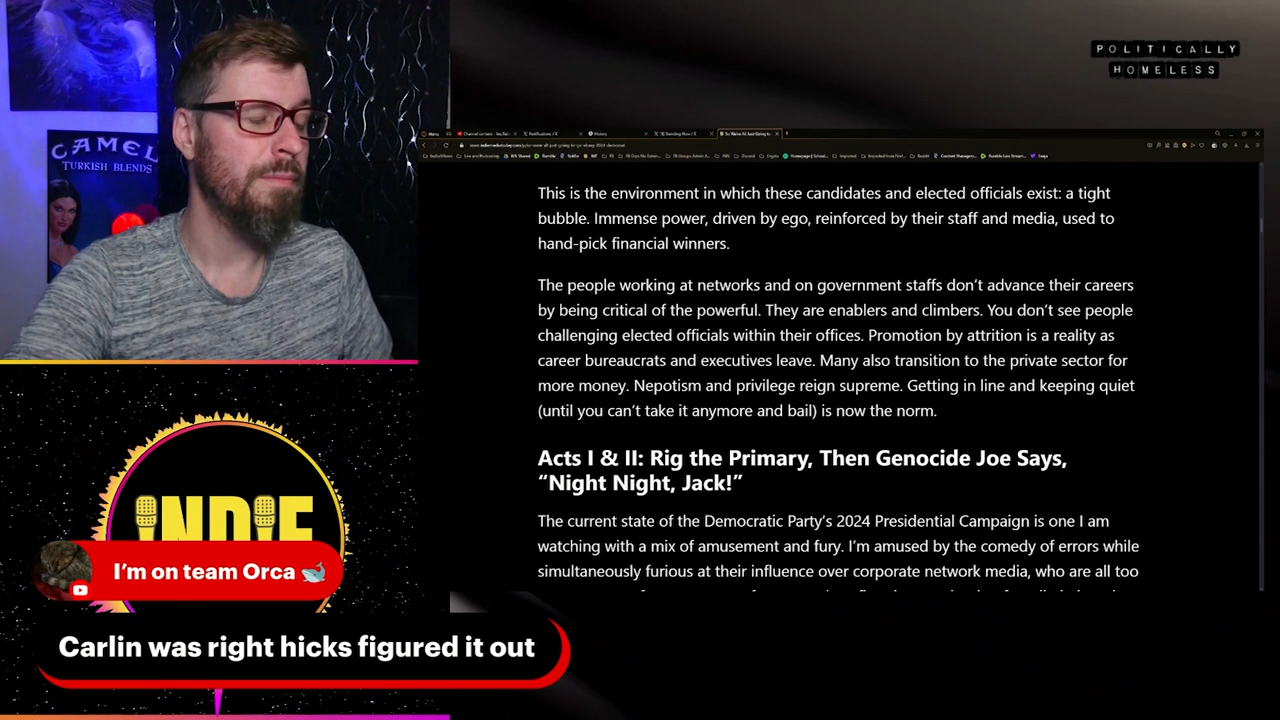 POLITICALLY
HOMELESS
CAMEL
TURKISH BLENDS
This is the environment in which these candidates and elected officials exist: a tight
bubble. Immense power, driven by ego, reinforced by their staff and media, used to
hand-pick financial winners.
The people working at networks and on government staffs don’t advance their careers
by being critical of the powerful. They are enablers and climbers. You don’t see people
challenging elected officials within their offices. Promotion by attrition is a reality as
career bureaucrats and executives leave. Many also transition to the private sector for
more money. Nepotism and privilege reign supreme. Getting in line and keeping quiet
(until you can’t take it anymore and bail) is now the norm.
Acts I & II: Rig the Primary, Then Genocide Joe Says,
“Night Night, Jack!”
The current state of the Democratic Party’s 2024 Presidential Campaign is one I am
watching with a mix of amusement and fury. I’m amused by the comedy of errors while
simultaneously furious at their influence over corporate network media, who are all too
INDIE
I’m on team Orca 🐳
Carlin was right hicks figured it out